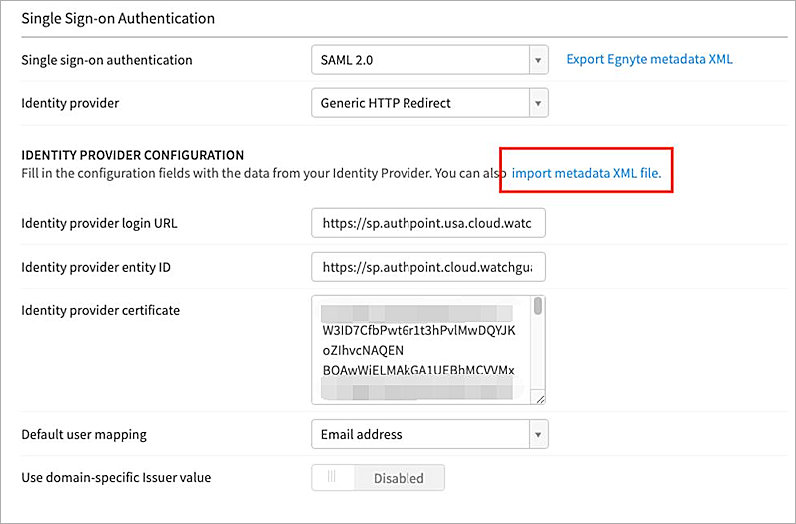 Single Sign-on Authentication
Single sign-on authentication SAML 2.0 Export Egnyte metadata XML
Identity provider Generic HTTP Redirect
IDENTITY PROVIDER CONFIGURATION
Fill in the configuration fields with the data from your Identity Provider. You can also import metadata XML file.
Identity provider login URL https://sp.authpoint.usa.cloud.watc
Identity provider entity ID https://sp.authpoint.cloud.watchgua
Identity provider certificate
W3ID7CfbPwt6r1t3hPvlMwDQYJK
oZIhvcNAQEN
BQAwWjELMAkGA1UEBhMCVVMx
Default user mapping Email address
Use domain-specific Issuer value Disabled